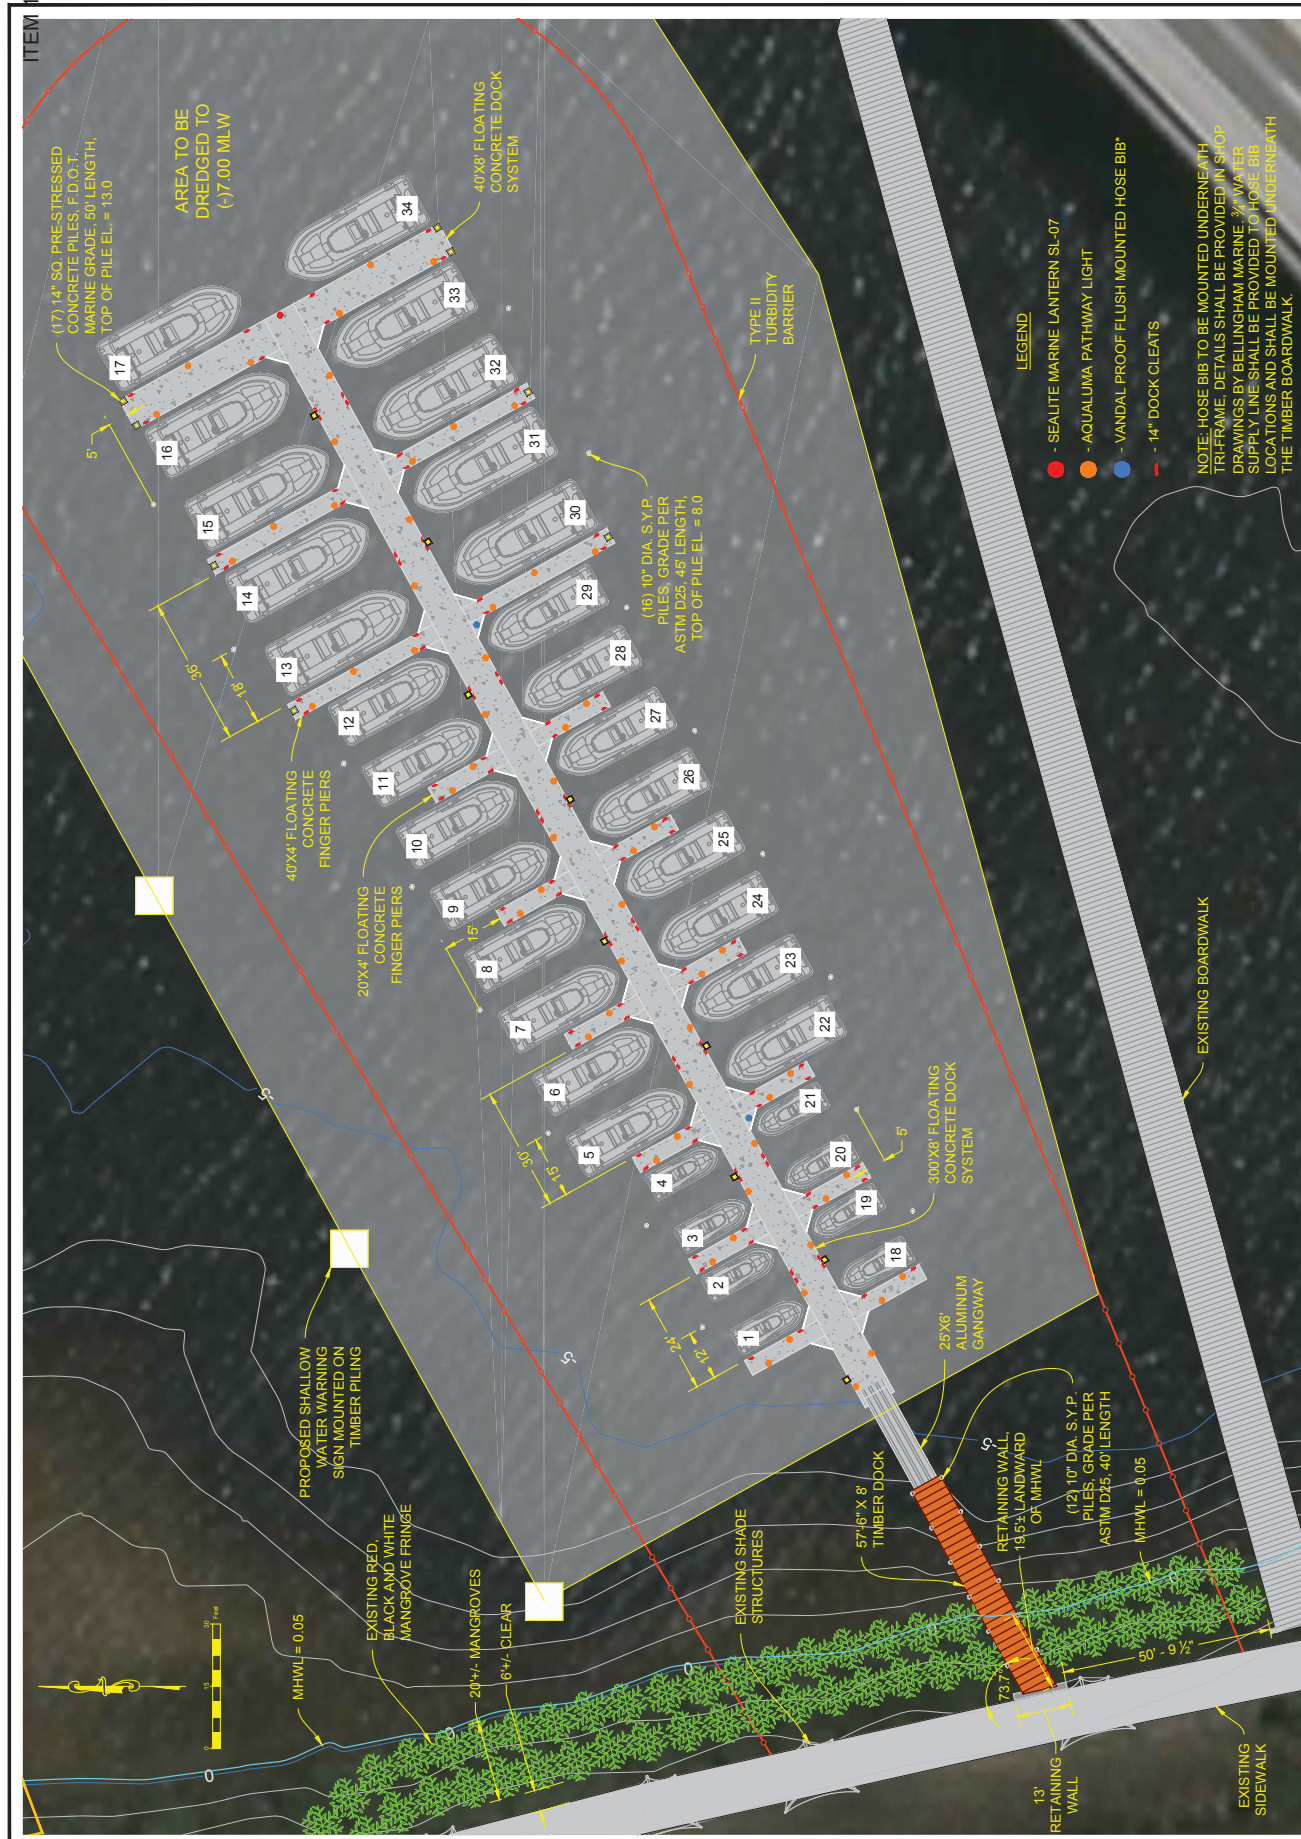 ITEM 1
(17) 14" SQ. PRE-STRESSED
CONCRETE PILES, F.D.O.T.
MARINE GRADE, 50' LENGTH,
TOP OF PILE EL. = 13.0
AREA TO BE
DREDGED TO
(-)7.00 MLW
40'X8' FLOATING
CONCRETE DOCK
SYSTEM
5'
17
16
15
14
13
12
11
10
9
8
7
6
5
4
3
2
1
34
33
32
31
30
29
28
27
26
25
24
23
22
21
20
19
18
36'
18'
40'X4' FLOATING
CONCRETE
FINGER PIERS
20'X4' FLOATING
CONCRETE
FINGER PIERS
15'
30'
15'
24'
12'
5'
TYPE II
TURBIDITY
BARRIER
(16) 10" DIA. S.Y.P.
PILES, GRADE PER
ASTM D25, 45' LENGTH,
TOP OF PILE EL. = 8.0
LEGEND
- SEALITE MARINE LANTERN SL-07
- AQUALUMA PATHWAY LIGHT
- VANDAL PROOF FLUSH MOUNTED HOSE BIB*
- 14" DOCK CLEATS
NOTE: HOSE BIB TO BE MOUNTED UNDERNEATH
TRI-FRAME, DETAILS SHALL BE PROVIDED IN SHOP
DRAWINGS BY BELLINGHAM MARINE. ¾" WATER
SUPPLY LINE SHALL BE PROVIDED TO HOSE BIB
LOCATIONS AND SHALL BE MOUNTED UNDERNEATH
THE TIMBER BOARDWALK.
300'X8' FLOATING
CONCRETE DOCK
SYSTEM
EXISTING BOARDWALK
25'X6'
ALUMINUM
GANGWAY
PROPOSED SHALLOW
WATER WARNING
SIGN MOUNTED ON
TIMBER PILING
-5
-5
-5
EXISTING RED,
BLACK AND WHITE
MANGROVE FRINGE
MHWL = 0.05
20'+/- MANGROVES
6'+/- CLEAR
EXISTING SHADE
STRUCTURES
57'-6" X 8'
TIMBER DOCK
RETAINING WALL,
19.5'± LANDWARD
OF MHWL
(12) 10" DIA. S.Y.P.
PILES, GRADE PER
ASTM D25, 40' LENGTH
MHWL = 0.05
0
0
0
0 15 30
Feet
73.7°
50' - 9 ½"
13'
RETAINING
WALL
EXISTING
SIDEWALK